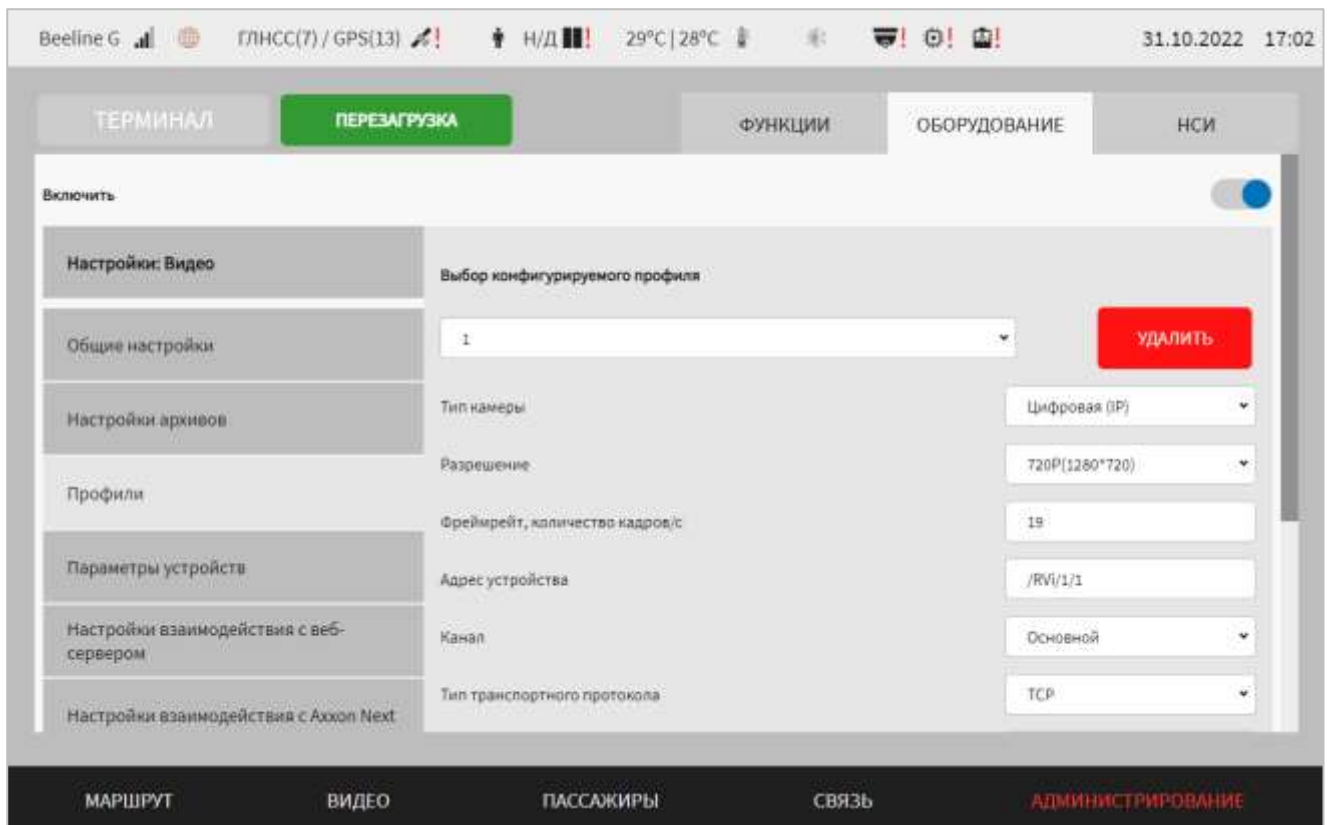 Beeline G ГЛНСС(7) / GPS(13) ! Н/Д ! 29°C | 28°C ! ! ! 31.10.2022 17:02
ТЕРМИНАЛ ПЕРЕЗАГРУЗКА ФУНКЦИИ ОБОРУДОВАНИЕ НСИ
Включить
Настройки: Видео
Общие настройки
Настройки архивов
Профили
Параметры устройств
Настройки взаимодействия с веб-
сервером
Настройки взаимодействия с Axxon Next
Выбор конфигурируемого профиля
1 УДАЛИТЬ
Тип камеры Цифровая (IP)
Разрешение 720P(1280*720)
Фреймрейт, количество кадров/с 19
Адрес устройства /RVi/1/1
Канал Основной
Тип транспортного протокола TCP
МАРШРУТ ВИДЕО ПАССАЖИРЫ СВЯЗЬ АДМИНИСТРИРОВАНИЕ